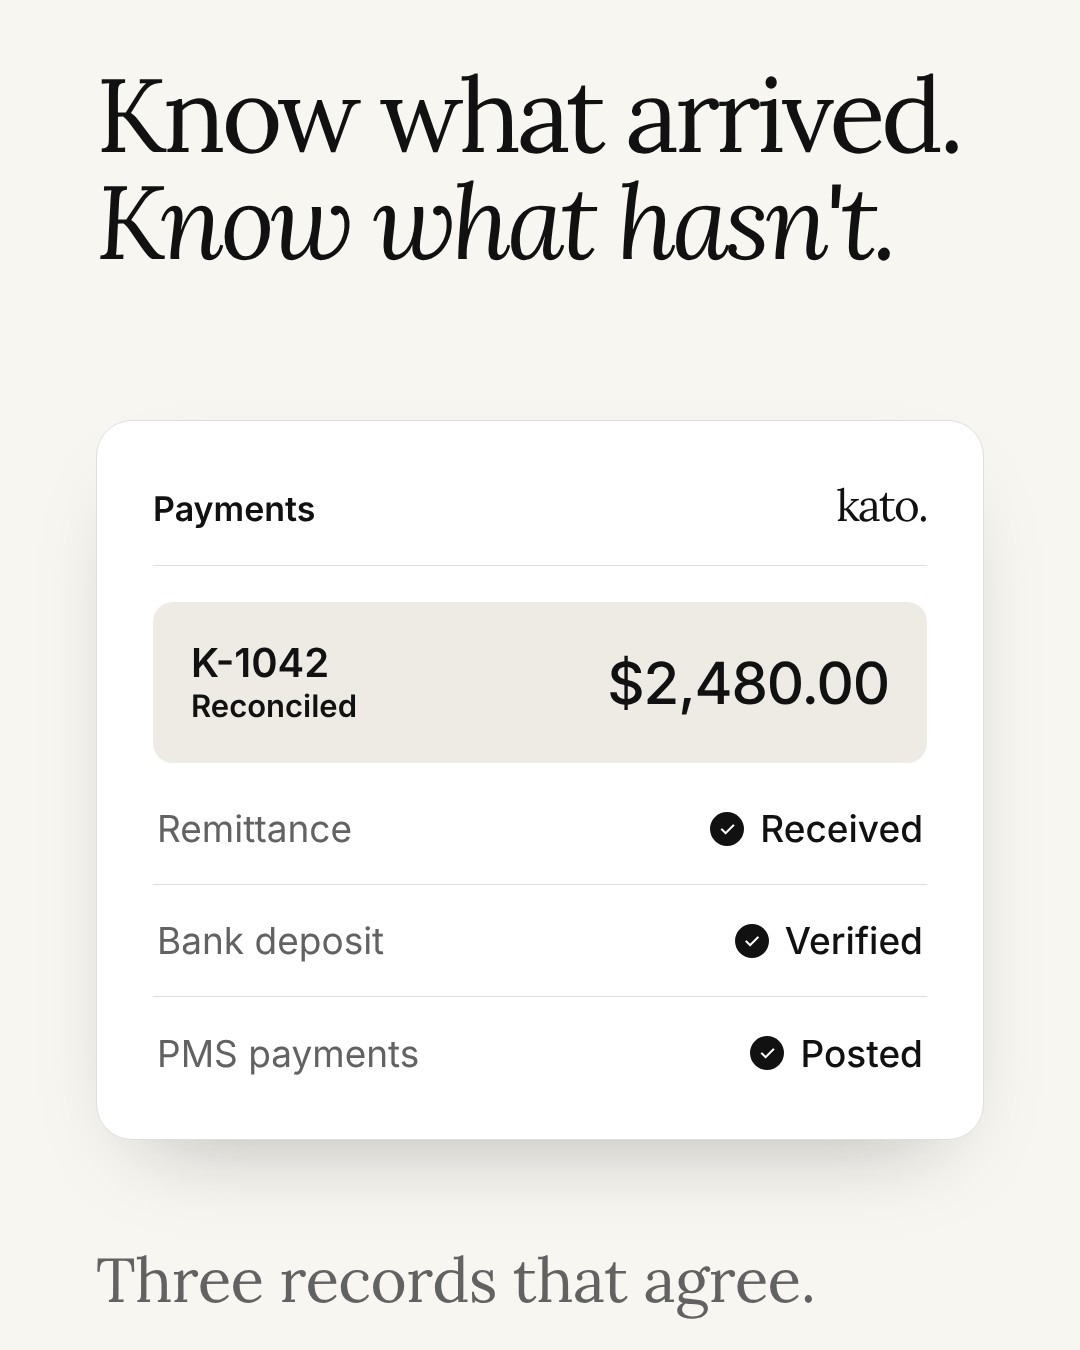 Know what arrived.
Know what hasn't.
Payments
kato.
K-1042
$2,480.00
Reconciled
Remittance
Received
Bank deposit
Verified
PMS payments
Posted
Three records that agree.